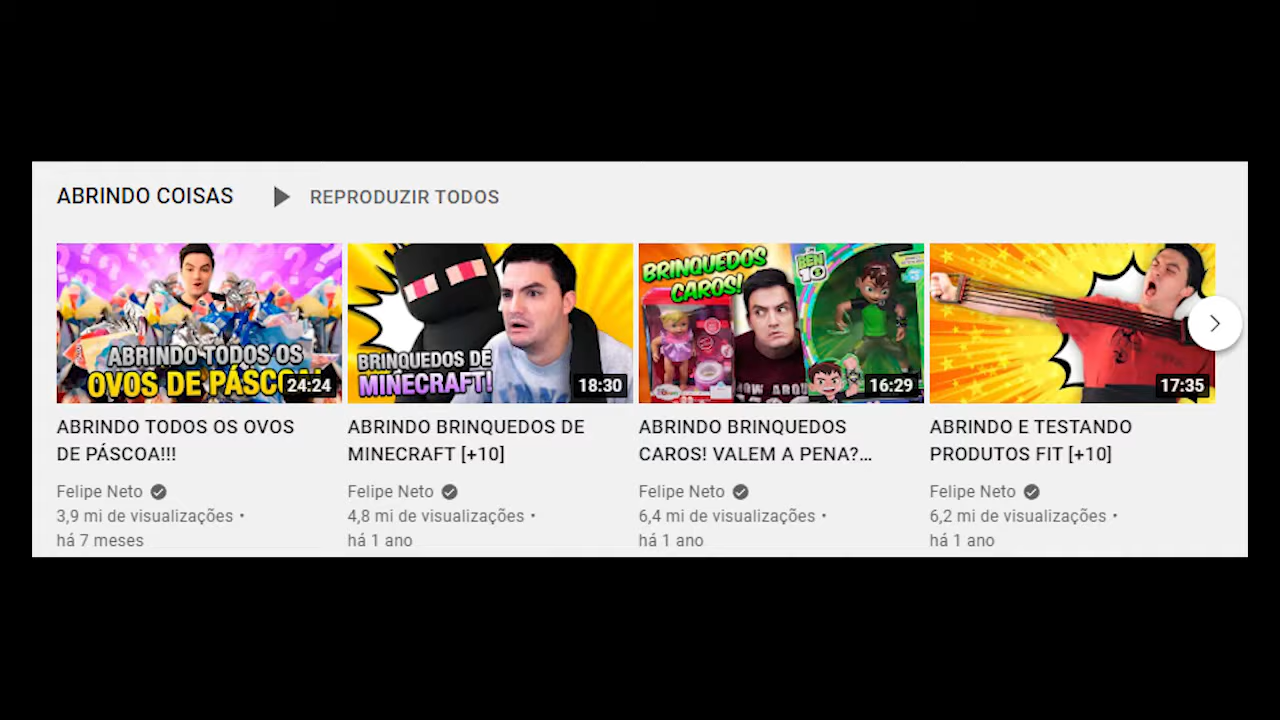 ABRINDO COISAS
REPRODUZIR TODOS
ABRINDO TODOS OS
OVOS DE PÁSCOA!
24:24
BRINQUEDOS DE
MINECRAFT!
18:30
BRINQUEDOS
CAROS!
BEN
10
16:29
17:35
ABRINDO TODOS OS OVOS
DE PÁSCOA!!!
Felipe Neto
3,9 mi de visualizações •
há 7 meses
ABRINDO BRINQUEDOS DE
MINECRAFT [+10]
Felipe Neto
4,8 mi de visualizações •
há 1 ano
ABRINDO BRINQUEDOS
CAROS! VALEM A PENA?...
Felipe Neto
6,4 mi de visualizações •
há 1 ano
ABRINDO E TESTANDO
PRODUTOS FIT [+10]
Felipe Neto
6,2 mi de visualizações •
há 1 ano